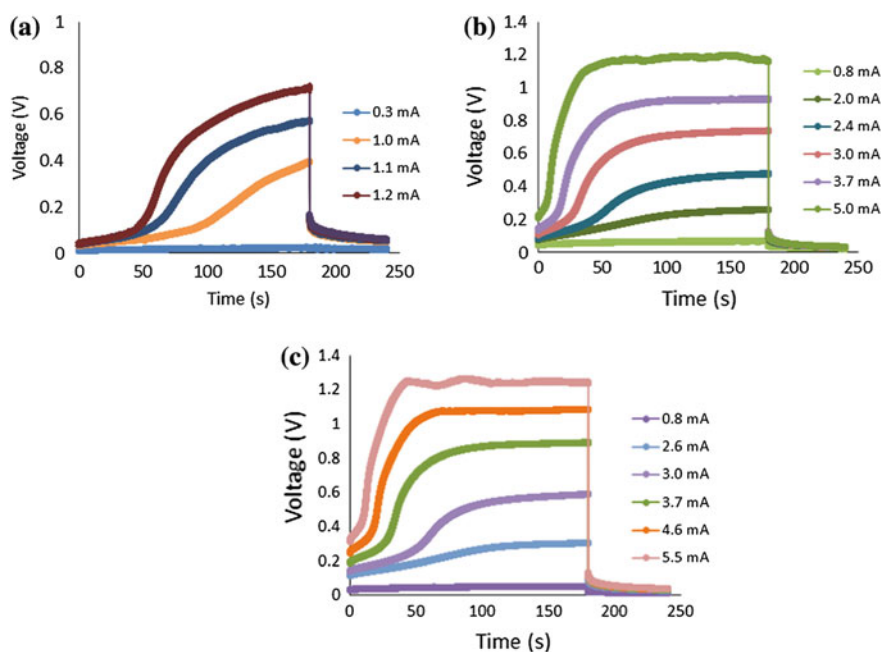 (a)
1
0.8
0.6
0.4
0.2
0
Voltage (V)
0 50 100 150 200 250
Time (s)
0.3 mA
1.0 mA
1.1 mA
1.2 mA
(b)
1.4
1.2
1
0.8
0.6
0.4
0.2
0
Voltage (V)
0 50 100 150 200 250
Time (s)
0.8 mA
2.0 mA
2.4 mA
3.0 mA
3.7 mA
5.0 mA
(c)
1.4
1.2
1
0.8
0.6
0.4
0.2
0
Voltage (V)
0 50 100 150 200 250
Time (s)
0.8 mA
2.6 mA
3.0 mA
3.7 mA
4.6 mA
5.5 mA